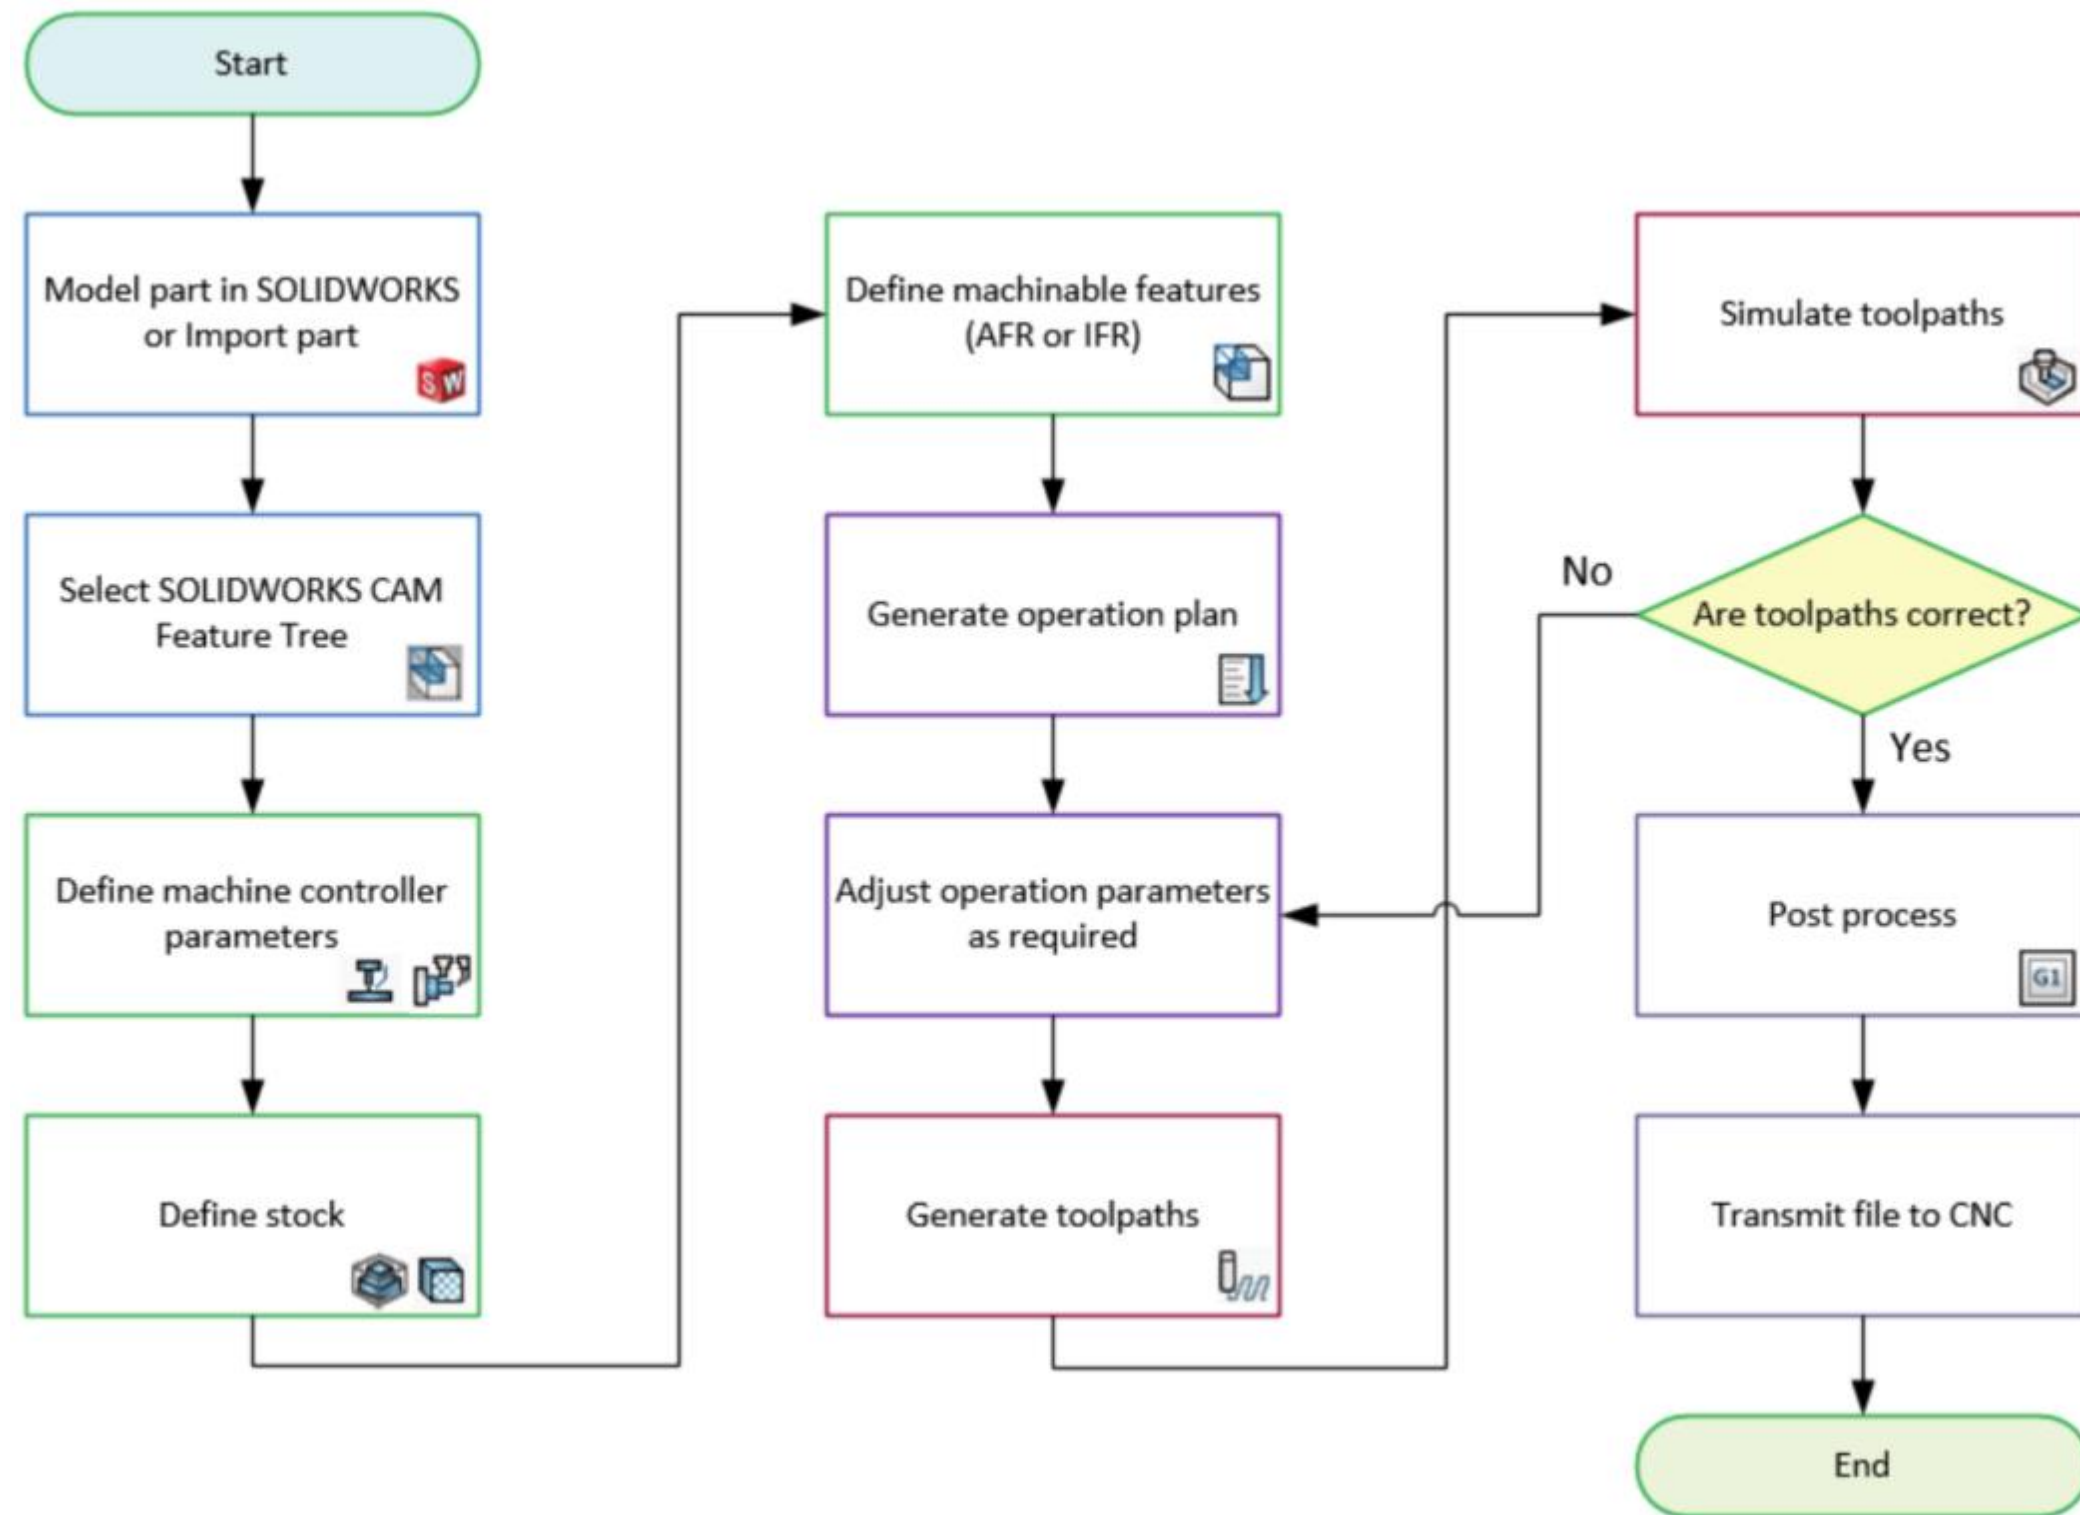 Start
Model part in SOLIDWORKS
or Import part
SW
Select SOLIDWORKS CAM
Feature Tree
Define machine controller
parameters
Define stock
Define machinable features
(AFR or IFR)
Generate operation plan
Adjust operation parameters
as required
Generate toolpaths
Simulate toolpaths
Are toolpaths correct?
No
Yes
Post process
G1
Transmit file to CNC
End